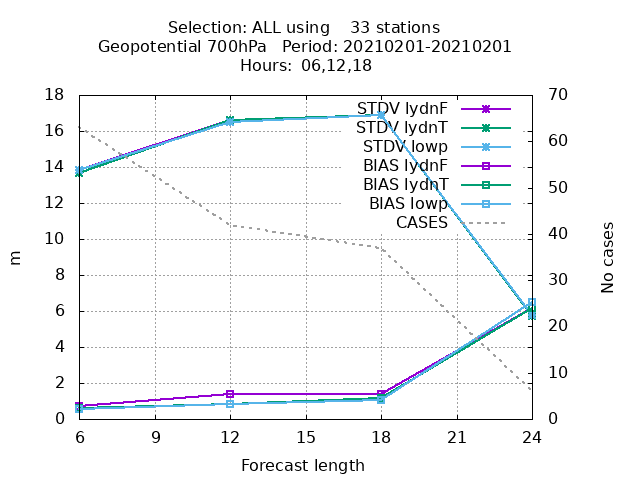 Selection: ALL using 33 stations
Geopotential 700hPa Period: 20210201-20210201
Hours: 06,12,18
18 70
16 60
14 50
12 40
10 30
8 20
6 10
4 0
2
0
STDV lydnF
STDV lydnT
STDV lowp
BIAS lydnF
BIAS lydnT
BIAS lowp
CASES
m
No cases
6 9 12 15 18 21 24
Forecast length